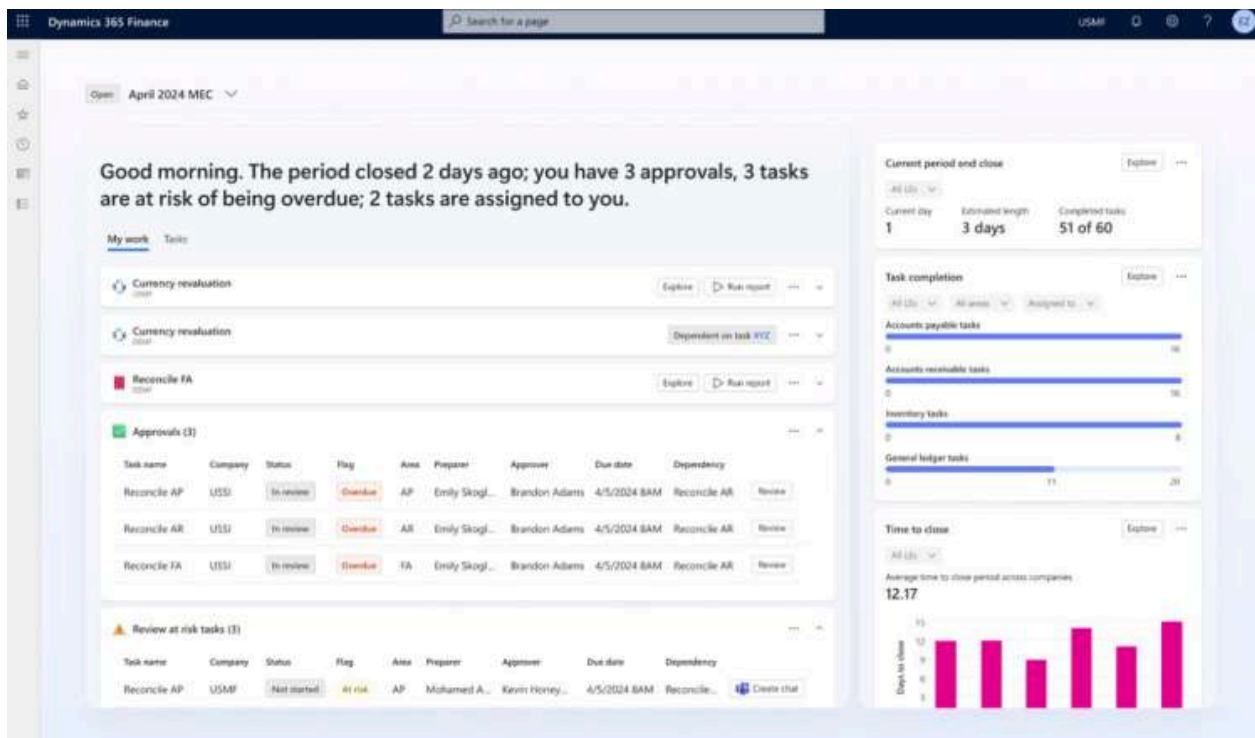 Dynamics 365 Finance
Search for a page
USMF
?
EZ
Open April 2024 MEC
Good morning. The period closed 2 days ago; you have 3 approvals, 3 tasks
are at risk of being overdue; 2 tasks are assigned to you.
My work Tasks
Currency revaluation
USMF
Explore Run report
Currency revaluation
USMF
Dependent on task XYZ
Reconcile FA
USMF
Explore Run report
Approvals (3)
Task name Company Status Flag Area Preparer Approver Due date Dependency
Reconcile AP USSI In review Overdue AP Emily Skogl... Brandon Adams 4/5/2024 8AM Reconcile AR Review
Reconcile AR USSI In review Overdue AR Emily Skogl... Brandon Adams 4/5/2024 8AM Reconcile AR Review
Reconcile FA USSI In review Overdue FA Emily Skogl... Brandon Adams 4/5/2024 8AM Reconcile AR Review
Review at risk tasks (3)
Task name Company Status Flag Area Preparer Approver Due date Dependency
Reconcile AP USMF Not started At risk AP Mohamed A... Kevin Honey... 4/5/2024 8AM Reconcile... Create chat
Current period end close Explore
All LEs
Current day Estimated length Completed tasks
1 3 days 51 of 60
Task completion Explore
All LEs All areas Assigned to
Accounts payable tasks
0 16
Accounts receivable tasks
0 16
Inventory tasks
0 8
General ledger tasks
0 11 20
Time to close Explore
All LEs
Average time to close period across companies
12.17
Days to close
15
12
9
6
3